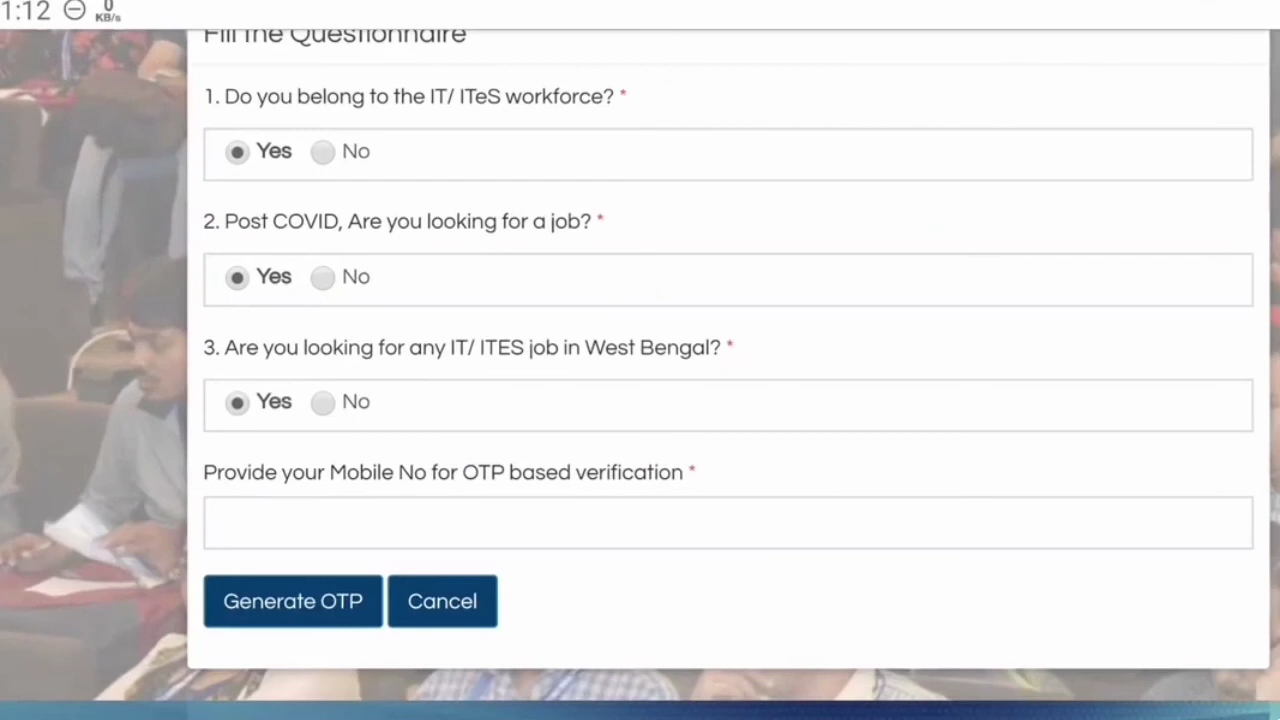 1:12 0
KB/s
Fill the Questionnaire
1. Do you belong to the IT/ ITeS workforce? *
Yes No
2. Post COVID, Are you looking for a job? *
Yes No
3. Are you looking for any IT/ ITES job in West Bengal? *
Yes No
Provide your Mobile No for OTP based verification *
Generate OTP Cancel